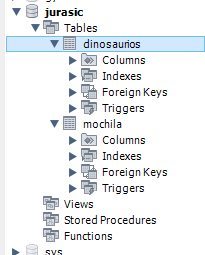 jurasic
Tables
dinosaurios
Columns
Indexes
Foreign Keys
Triggers
mochila
Columns
Indexes
Foreign Keys
Triggers
Views
Stored Procedures
Functions
sys